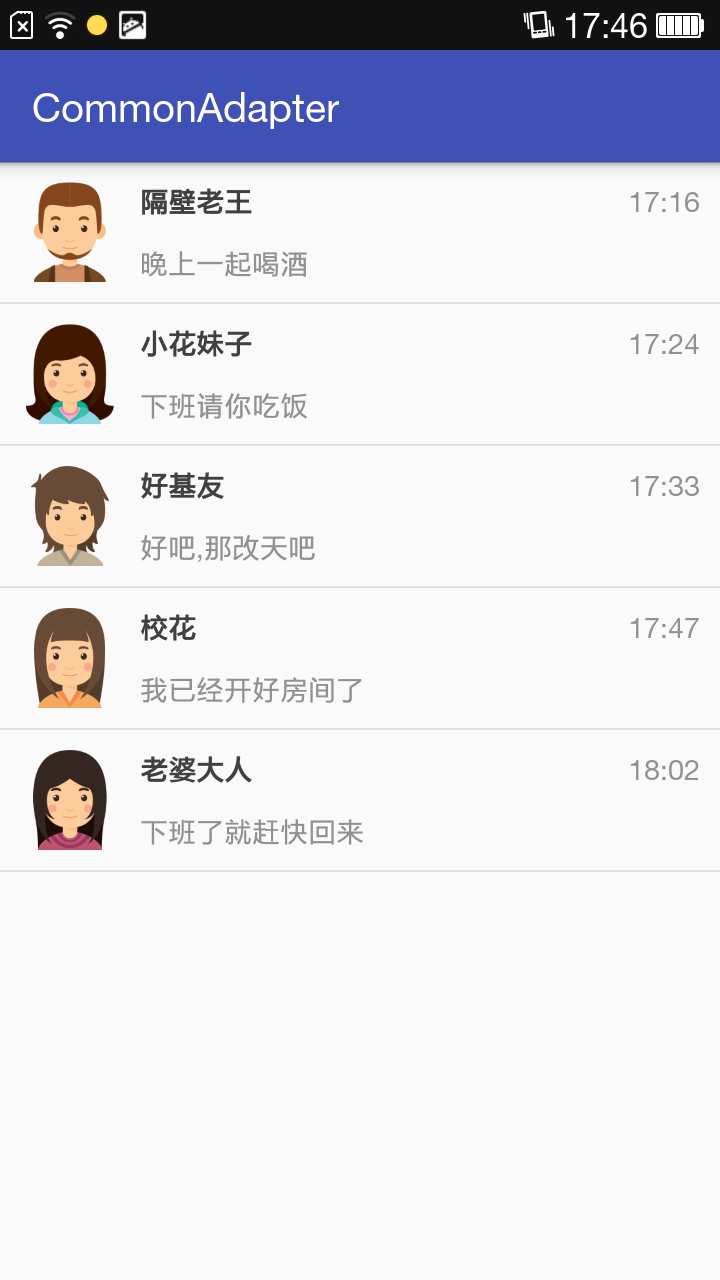 17:46
CommonAdapter
隔壁老王 17:16
晚上一起喝酒
小花妹子 17:24
下班请你吃饭
好基友 17:33
好吧,那改天吧
校花 17:47
我已经开好房间了
老婆大人 18:02
下班了就赶快回来